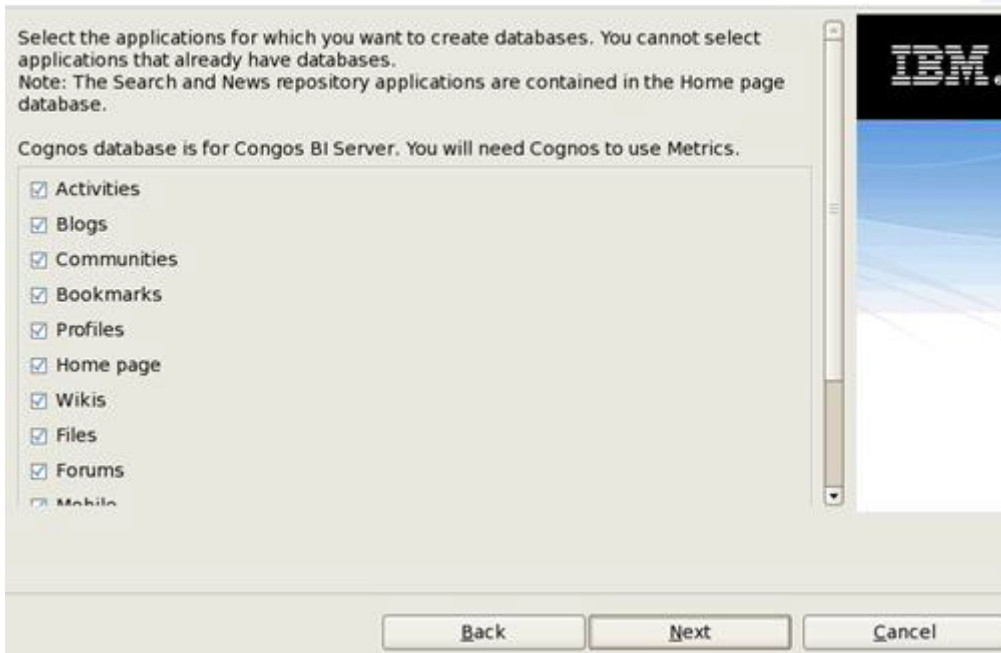 Select the applications for which you want to create databases. You cannot select
applications that already have databases.
Note: The Search and News repository applications are contained in the Home page
database.
Cognos database is for Congos BI Server. You will need Cognos to use Metrics.
Activities
Blogs
Communities
Bookmarks
Profiles
Home page
Wikis
Files
Forums
Mobile
IBM.
Back
Next
Cancel